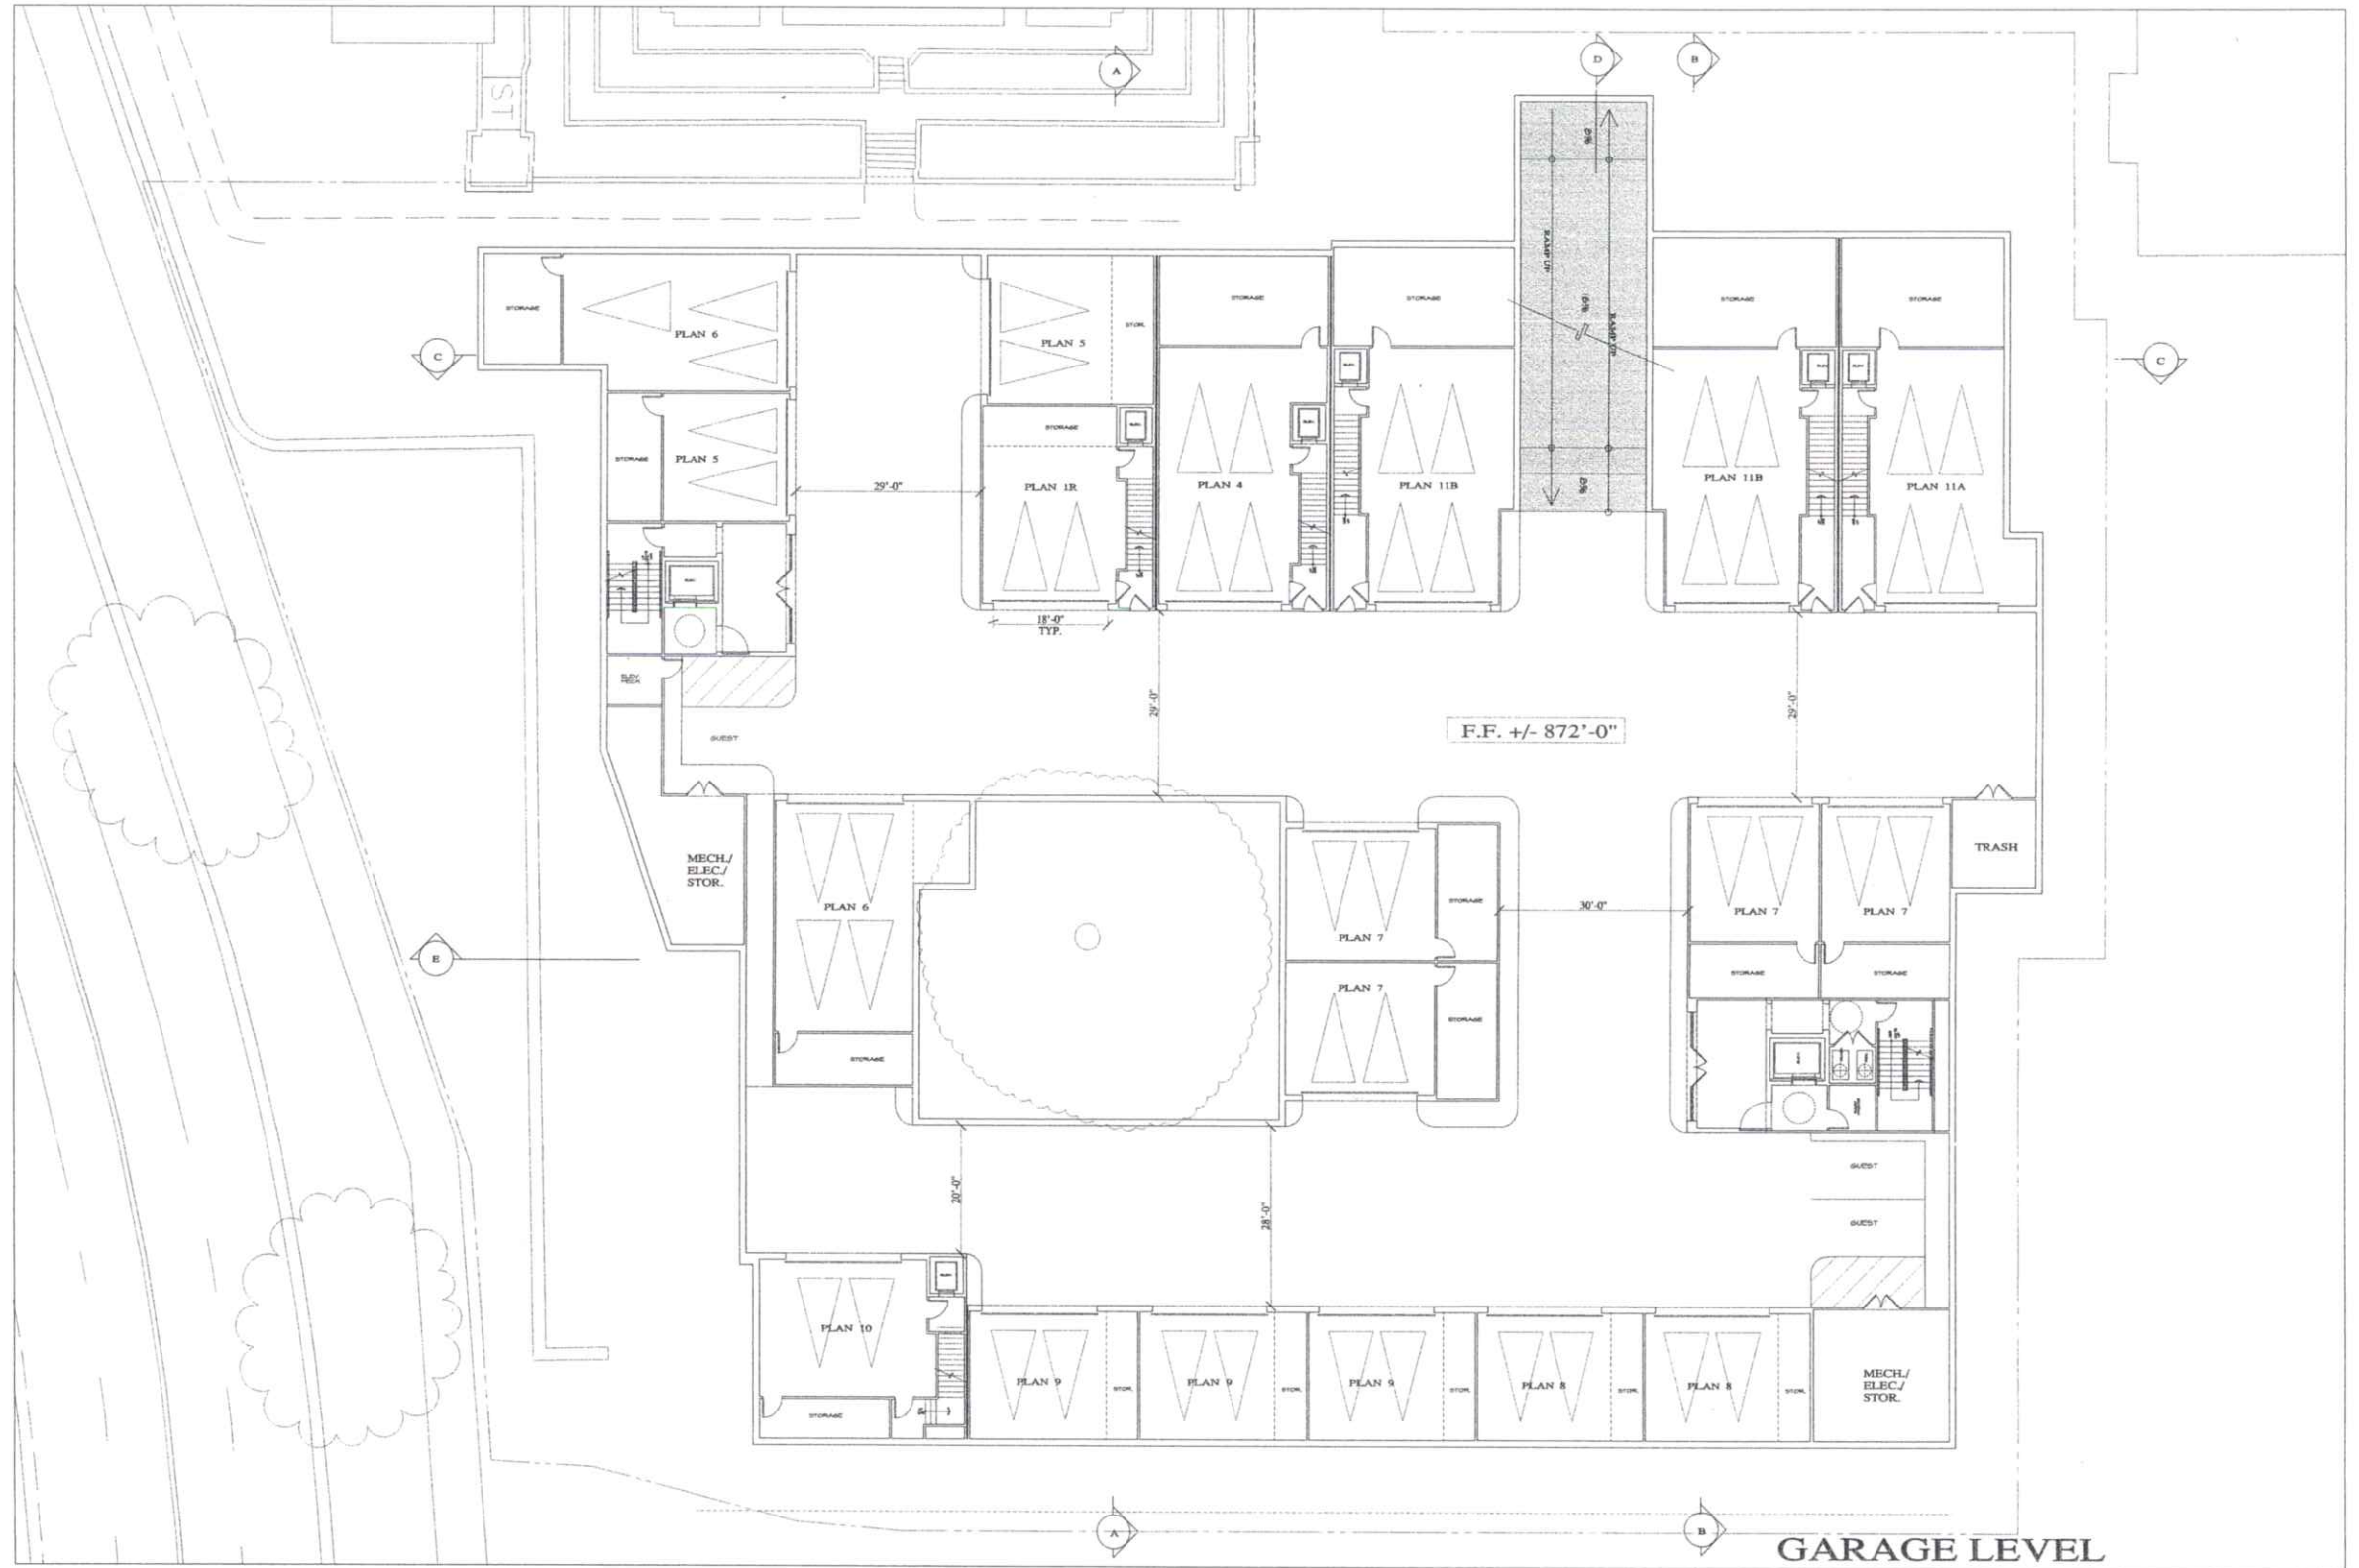 A
D
B
ST
RAMP UP
RAMP UP
STORAGE
PLAN 6
PLAN 5
STOR.
STORAGE
STORAGE
STORAGE
STORAGE
C
C
STORAGE
PLAN 5
STORAGE
ELEV.
29'-0"
PLAN 1R
PLAN 4
PLAN 11B
PLAN 11B
PLAN 11A
18'-0"
TYP.
ELEV.
MECH.
29'-0"
29'-0"
GUEST
F.F. +/- 872'-0"
MECH./
ELEC./
STOR.
PLAN 6
STORAGE
PLAN 7
STORAGE
PLAN 7
STORAGE
30'-0"
PLAN 7
PLAN 7
TRASH
STORAGE
STORAGE
E
20'-0"
28'-0"
GUEST
GUEST
PLAN 10
STORAGE
PLAN 9
STOR.
PLAN 9
STOR.
PLAN 9
STOR.
PLAN 8
STOR.
PLAN 8
STOR.
MECH./
ELEC./
STOR.
A
B
GARAGE LEVEL